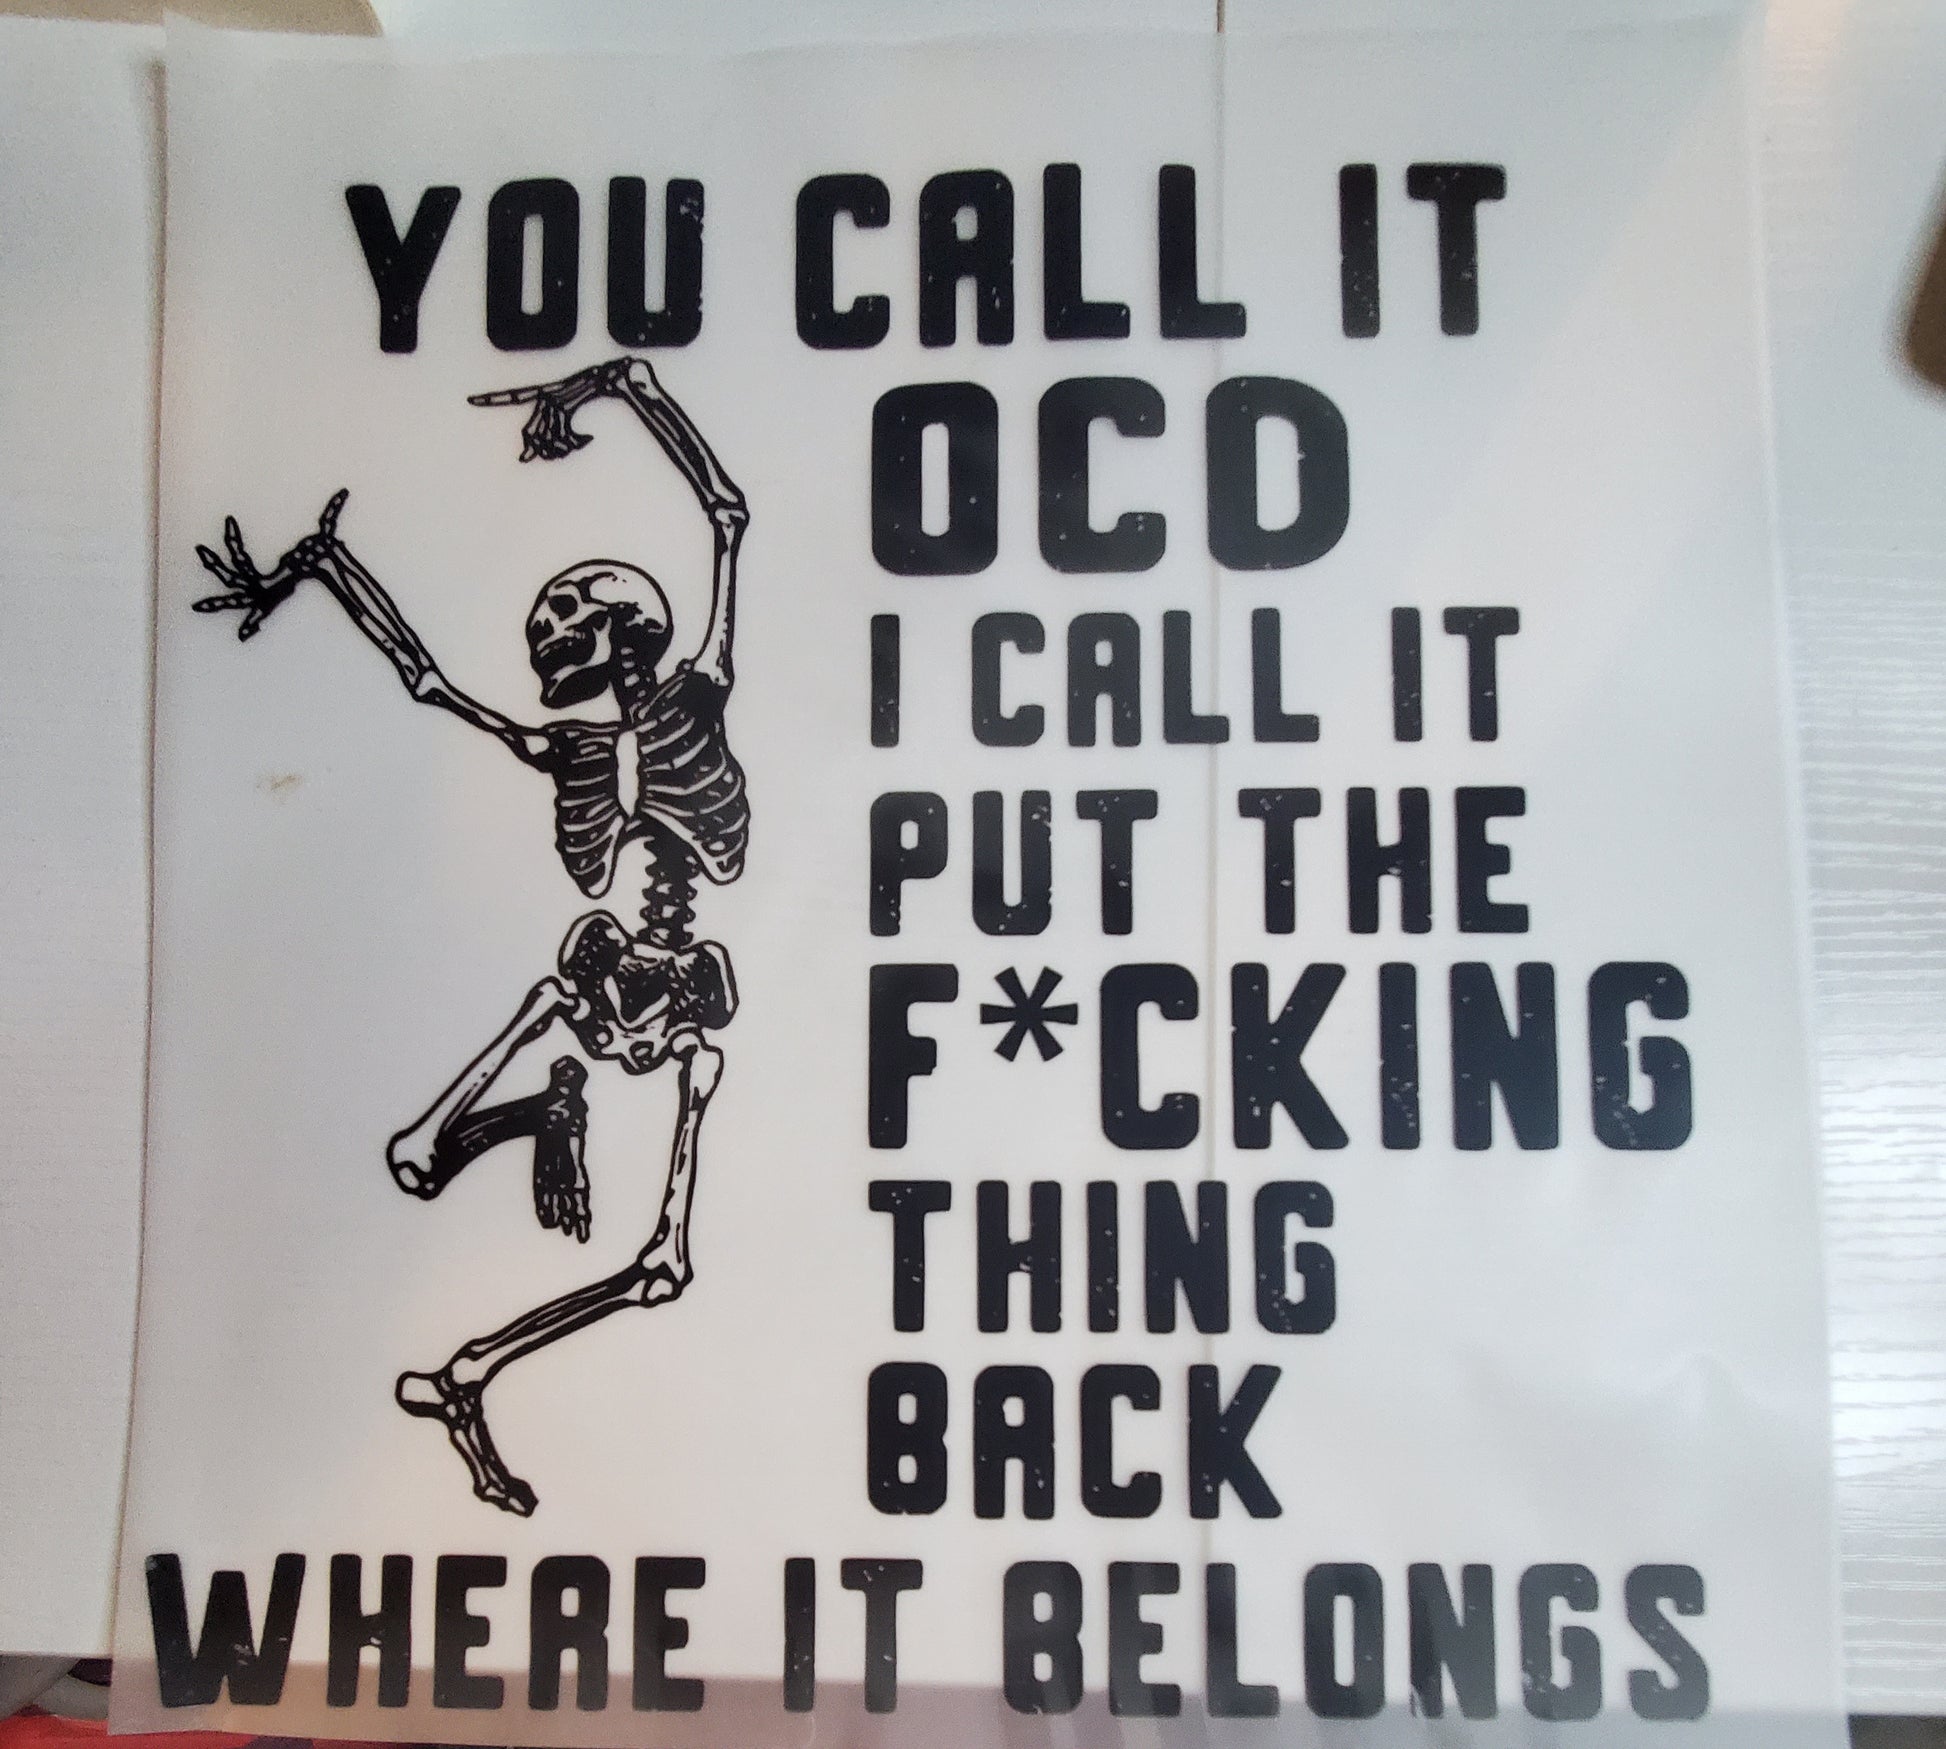 YOU CALL IT
OCD
I CALL IT
PUT THE
F*CKING
THING
BACK
WHERE IT BELONGS